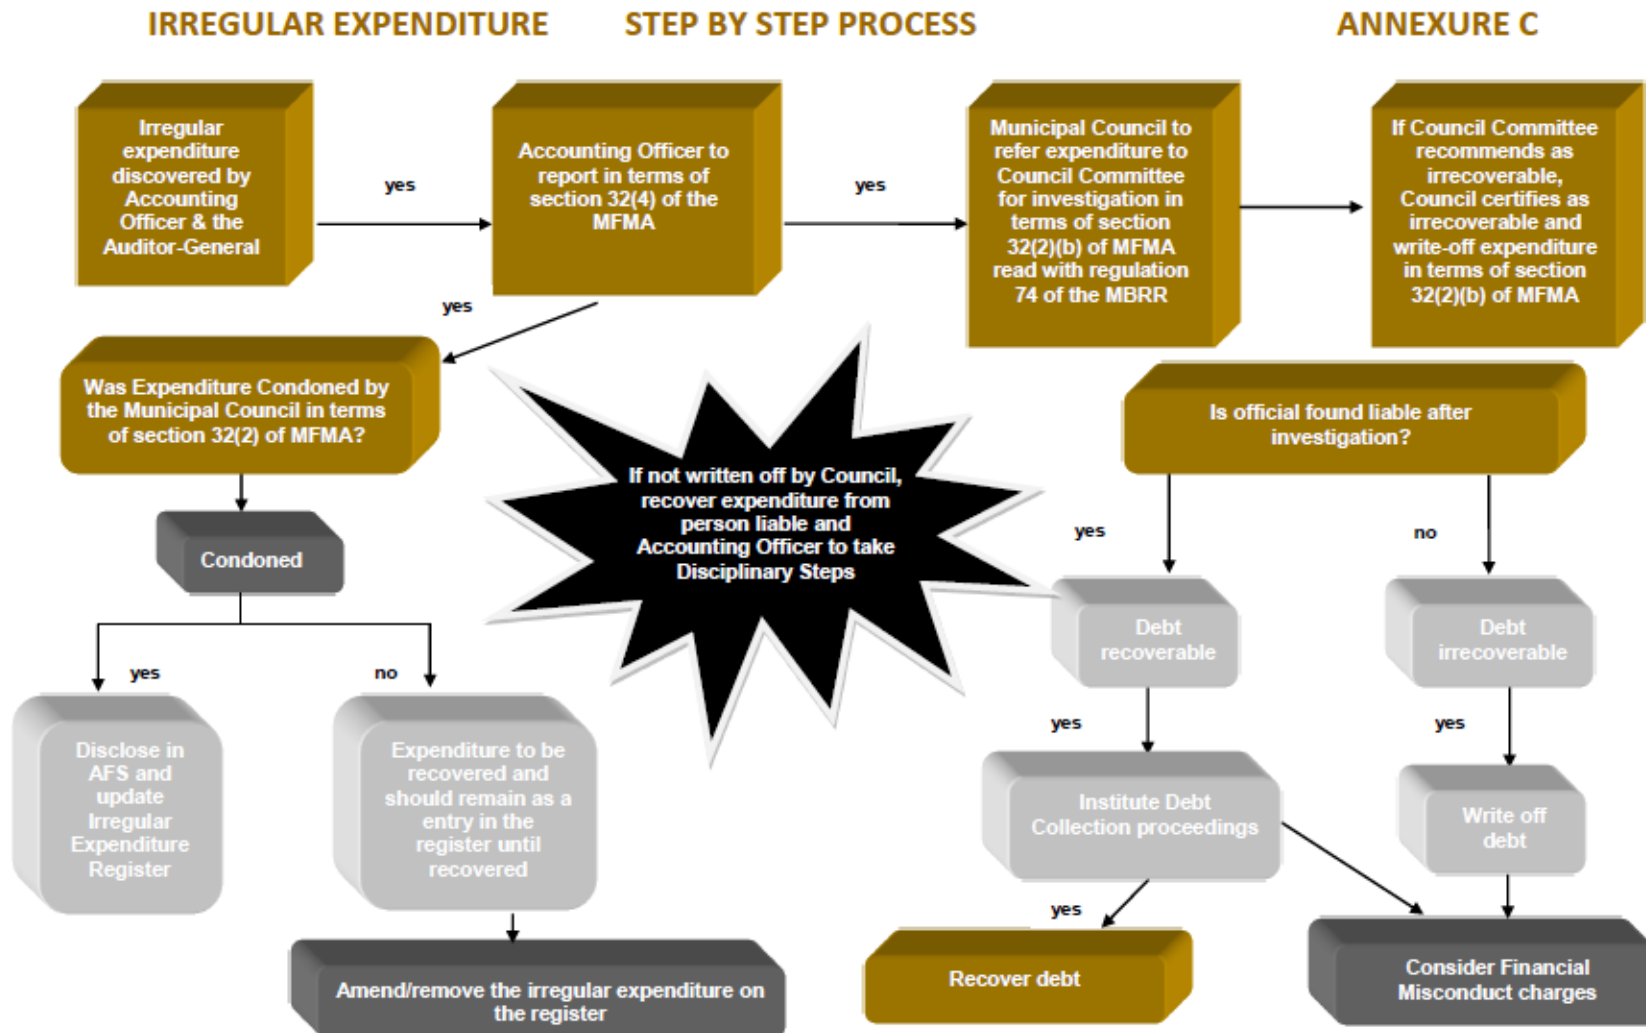 IRREGULAR EXPENDITURE STEP BY STEP PROCESS ANNEXURE C
Irregular
expenditure
discovered by
Accounting
Officer & the
Auditor-General
yes
Accounting Officer to
report in terms of
section 32(4) of the
MFMA
yes
Municipal Council to
refer expenditure to
Council Committee
for investigation in
terms of section
32(2)(b) of MFMA
read with regulation
74 of the MBRR
If Council Committee
recommends as
irrecoverable,
Council certifies as
irrecoverable and
write-off expenditure
in terms of section
32(2)(b) of MFMA
yes
Was Expenditure Condoned by
the Municipal Council in terms
of section 32(2) of MFMA?
Condoned
yes
no
Disclose in
AFS and
update
Irregular
Expenditure
Register
Expenditure to be
recovered and
should remain as a
entry in the
register until
recovered
Amend/remove the irregular expenditure on
the register
If not written off by Council,
recover expenditure from
person liable and
Accounting Officer to take
Disciplinary Steps
Is official found liable after
investigation?
yes
no
Debt
recoverable
Debt
irrecoverable
yes
yes
Institute Debt
Collection proceedings
Write off
debt
yes
Recover debt
Consider Financial
Misconduct charges